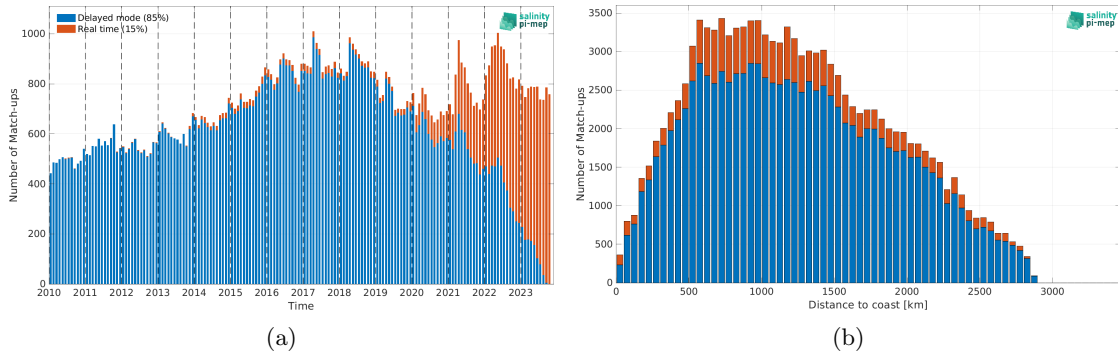 Delayed mode (85%)
Real time (15%)
salinity
pi-mep
Number of Match-ups
1000
800
600
400
200
0
2010 2011 2012 2013 2014 2015 2016 2017 2018 2019 2020 2021 2022 2023
Time
(a)
salinity
pi-mep
Number of Match-ups
3500
3000
2500
2000
1500
3500
500
0
0 500 1000 1500 2000 2500 3000
Distance to coast [km]
(b)